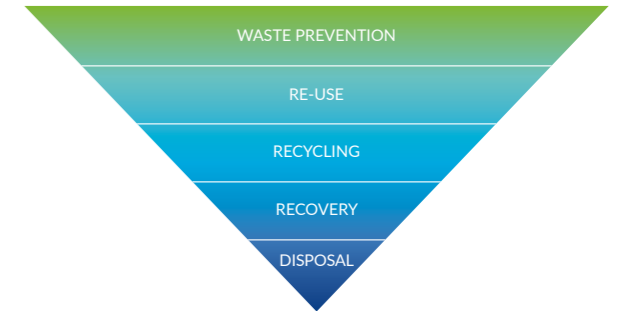 WASTE PREVENTION
RE-USE
RECYCLING
RECOVERY
DISPOSAL